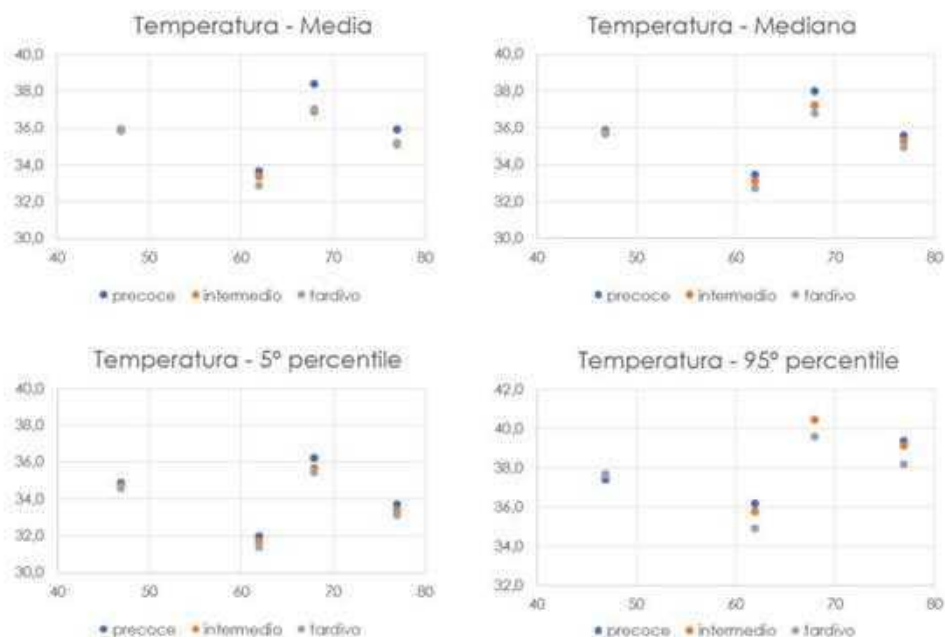 Temperatura - Media
40,0
38,0
36,0
34,0
32,0
30,0
40 50 60 70 80
precoce intermedio tardivo
Temperatura - Mediana
40,0
38,0
36,0
34,0
32,0
30,0
40 50 60 70 80
precoce intermedio tardivo
Temperatura - 5° percentile
40,0
38,0
36,0
34,0
32,0
30,0
40 50 60 70 80
precoce intermedio tardivo
Temperatura - 95° percentile
42,0
40,0
38,0
36,0
34,0
32,0
40 50 60 70 80
precoce intermedio tardivo